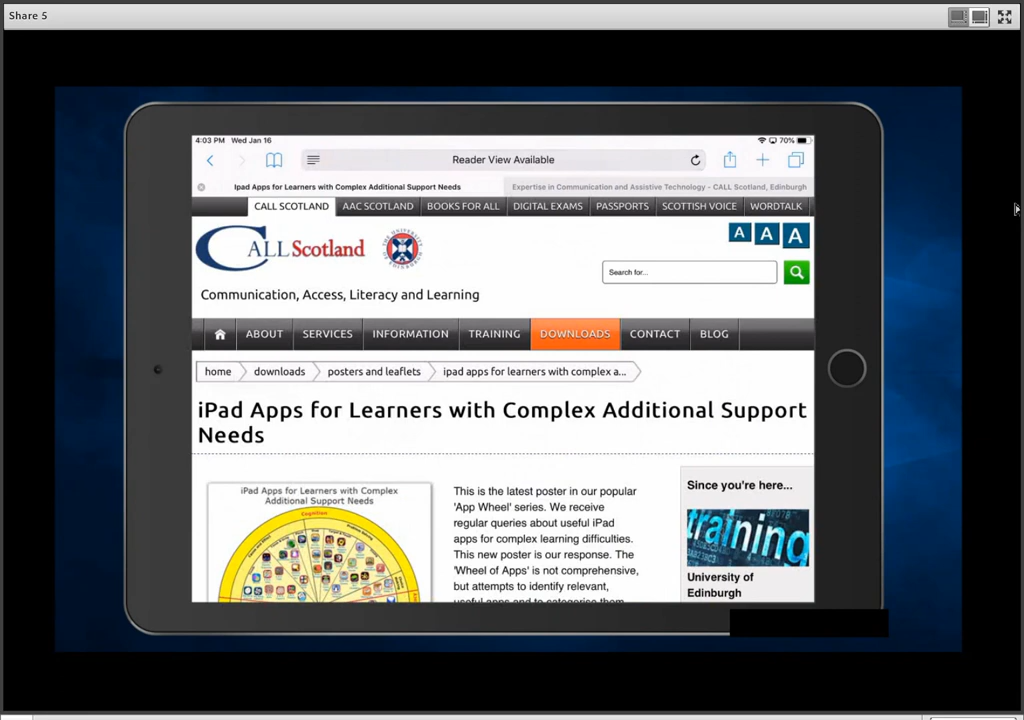 Share 5
4:03 PM Wed Jan 16
70%
Reader View Available
Ipad Apps for Learners with Complex Additional Support Needs
Expertise in Communication and Assistive Technology - CALL Scotland, Edinburgh
CALL SCOTLAND AAC SCOTLAND BOOKS FOR ALL DIGITAL EXAMS PASSPORTS SCOTTISH VOICE WORDTALK
A A A
CALL Scotland
Search for...
Communication, Access, Literacy and Learning
ABOUT SERVICES INFORMATION TRAINING DOWNLOADS CONTACT BLOG
home downloads posters and leaflets ipad apps for learners with complex a...
iPad Apps for Learners with Complex Additional Support
Needs
iPad Apps for Learners with Complex
Additional Support Needs
Cognition
This is the latest poster in our popular
'App Wheel' series. We receive
regular queries about useful iPad
apps for complex learning difficulties.
This new poster is our response. The
'Wheel of Apps' is not comprehensive,
but attempts to identify relevant,
useful apps and to categorise them
Since you're here...
training
University of
Edinburgh